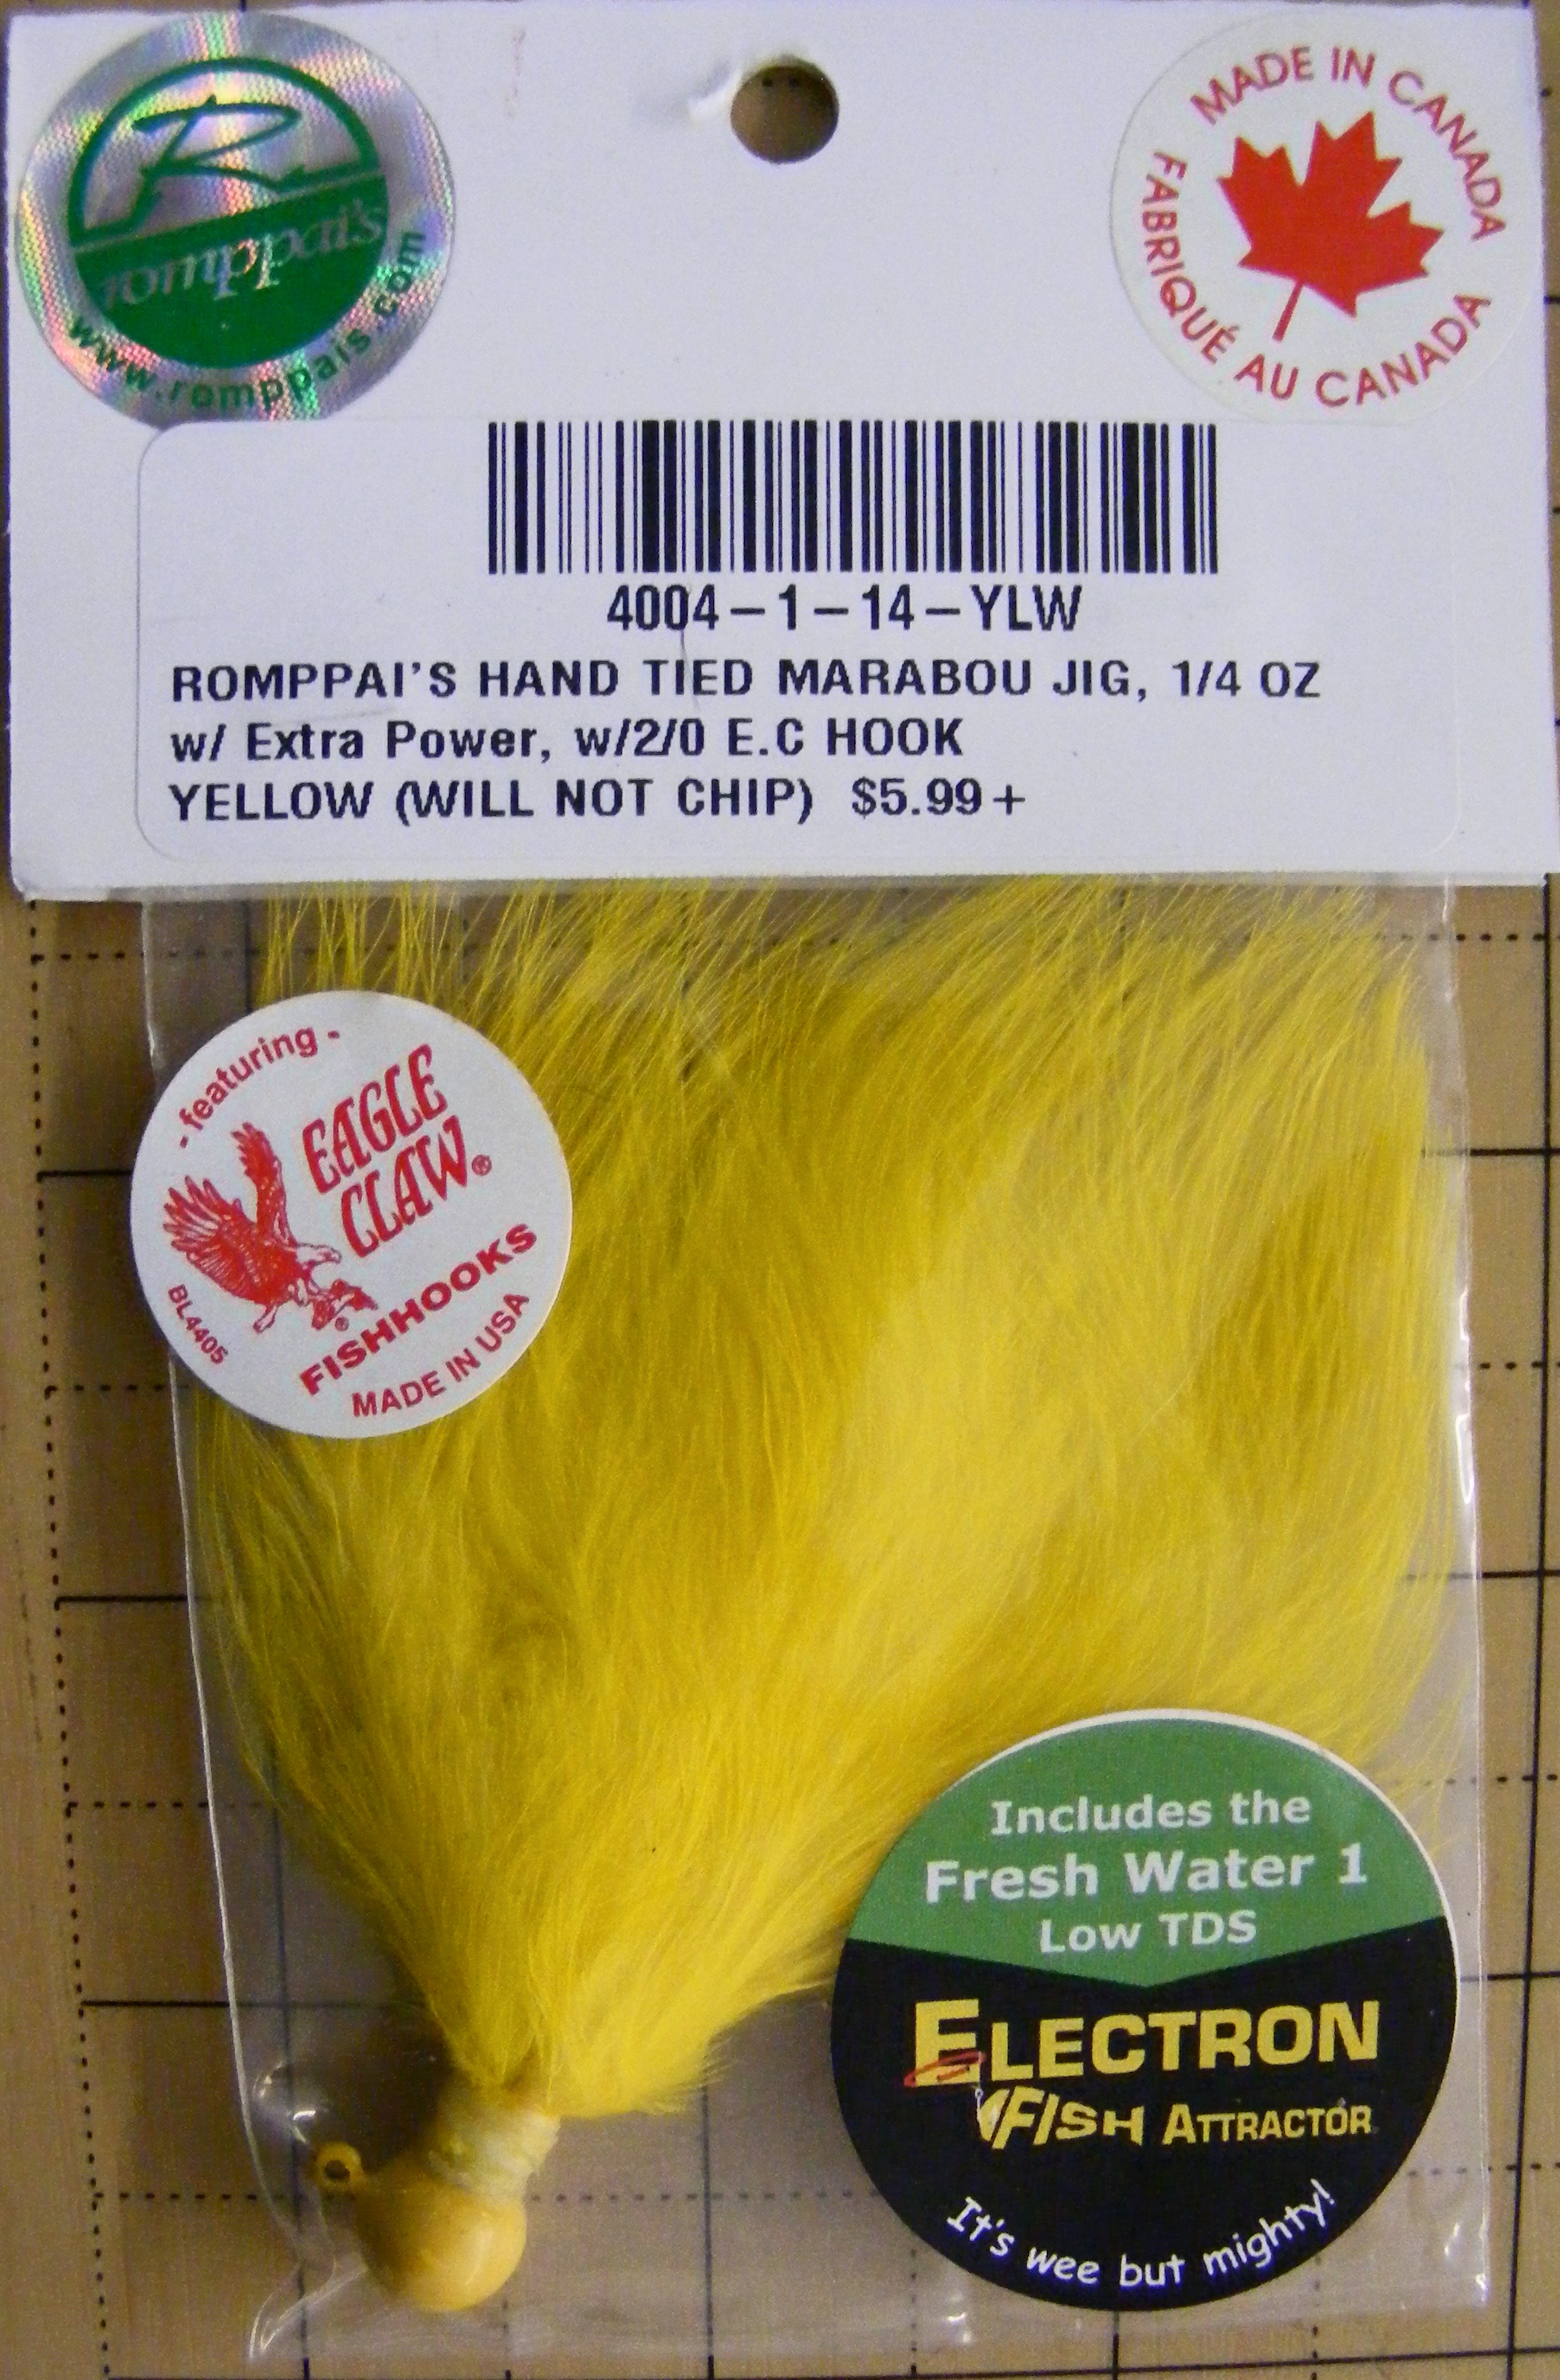 R
romppai's
www.romppais.com
MADE IN CANADA
FABRIQUÉ AU CANADA
4004-1-14-YLW
ROMPPAI'S HAND TIED MARABOU JIG, 1/4 OZ
w/ Extra Power, w/2/0 E.C HOOK
YELLOW (WILL NOT CHIP) $5.99+
- featuring -
EAGLE
CLAW®
FISHHOOKS
MADE IN USA
BL4405
®
Includes the
Fresh Water 1
Low TDS
ELECTRON
FISH ATTRACTOR
It's wee but mighty!